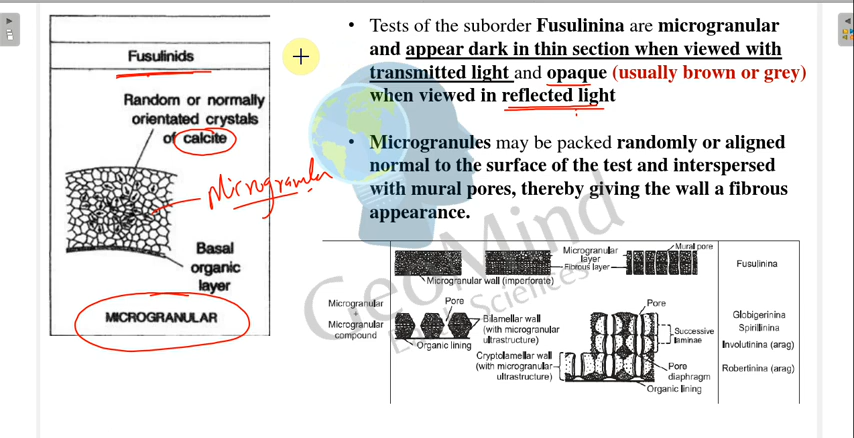 Fusulinids
Random or normally
orientated crystals
of calcite
Microgranular
Basal
organic
layer
MICROGRANULAR
• Tests of the suborder Fusulinina are microgranular
and appear dark in thin section when viewed with
transmitted light and opaque (usually brown or grey)
when viewed in reflected light
• Microgranules may be packed randomly or aligned
normal to the surface of the test and interspersed
with mural pores, thereby giving the wall a fibrous
appearance.
GeoMind
Earth Sciences
Microgranular
layer
Fibrous layer
Mural pore
Microgranular wall (imperforate)
Fusulinina
Microgranular
+
Microgranular
compound
Pore
Bilamellar wall
(with microgranular
ultrastructure)
Organic lining
Cryptolamellar wall
(with microgranular
ultrastructure)
Pore
Successive
laminae
Pore
diaphragm
Organic lining
Globigerinina
Spirillinina
Involutinina (arag)
Robertinina (arag)